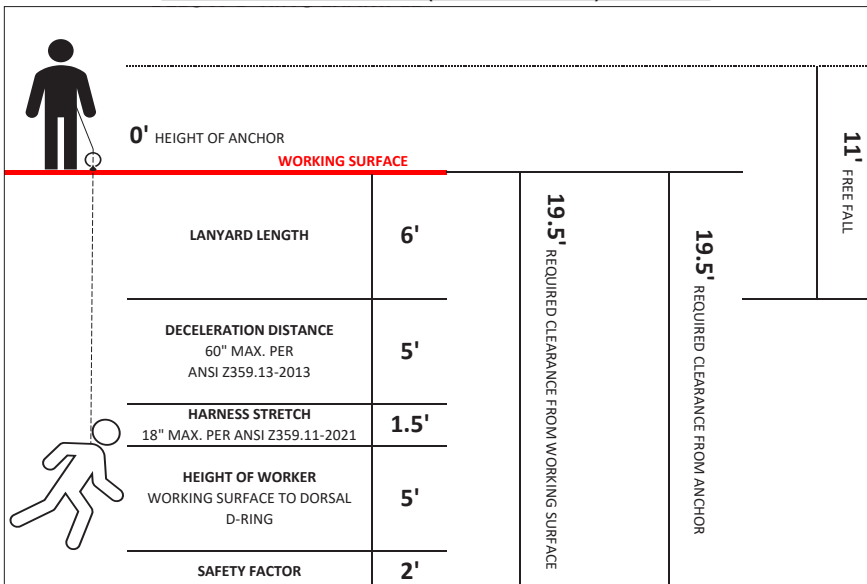 0' HEIGHT OF ANCHOR
WORKING SURFACE
LANYARD LENGTH
6'
DECELERATION DISTANCE
60" MAX. PER
ANSI Z359.13-2013
5'
HARNESS STRETCH
18" MAX. PER ANSI Z359.11-2021
1.5'
HEIGHT OF WORKER
WORKING SURFACE TO DORSAL
D-RING
5'
SAFETY FACTOR
2'
19.5' REQUIRED CLEARANCE FROM WORKING SURFACE
19.5' REQUIRED CLEARANCE FROM ANCHOR
11' FREE FALL